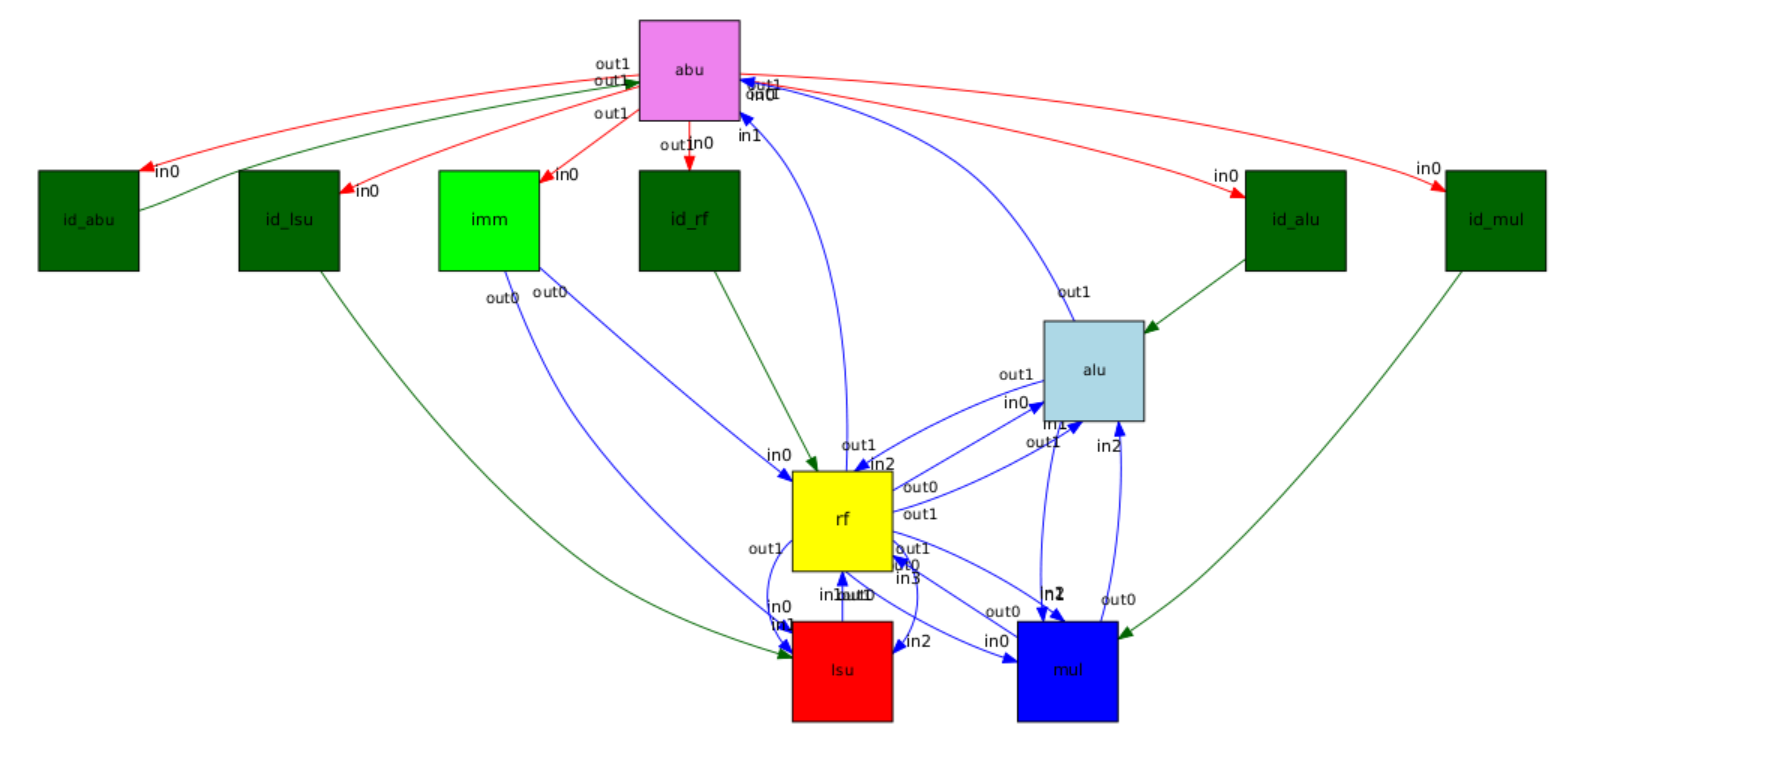 abu
out1
out1
out1
out1
in0
in1
out1
out1
in0
in0
in0
in0
in0
in0
in0
id_abu
id_lsu
imm
id_rf
id_alu
id_mul
out0
out0
out1
alu
out1
in0
in1
out1
in2
out1
in0
in2
out0
out1
rf
out1
out1
out0
in3
in1
out1
out0
in2
in0
in1
out0
out0
in2
in0
lsu
mul